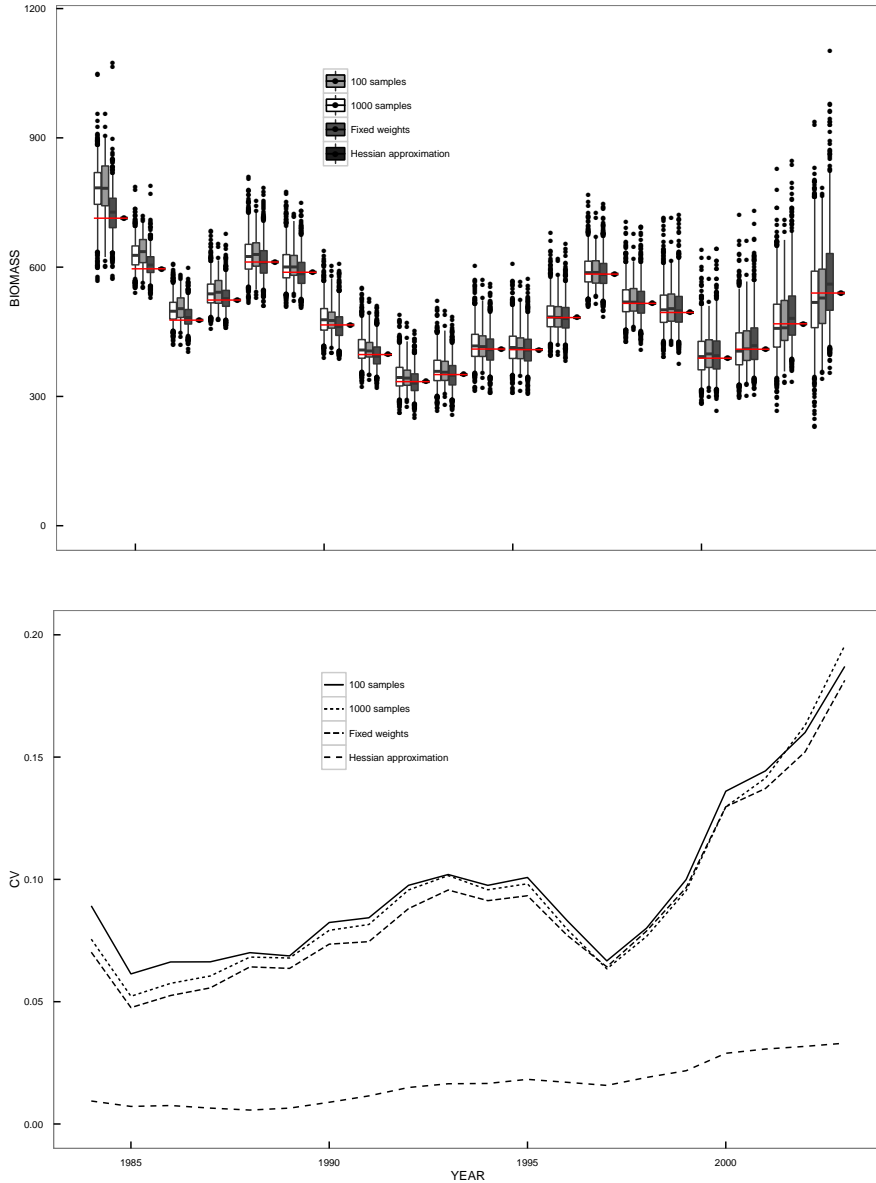 1200
900
600
300
0
BIOMASS
100 samples
1000 samples
Fixed weights
Hessian approximation
0.20
0.15
0.10
0.05
0.00
CV
100 samples
1000 samples
Fixed weights
Hessian approximation
1985
1990
1995
2000
YEAR